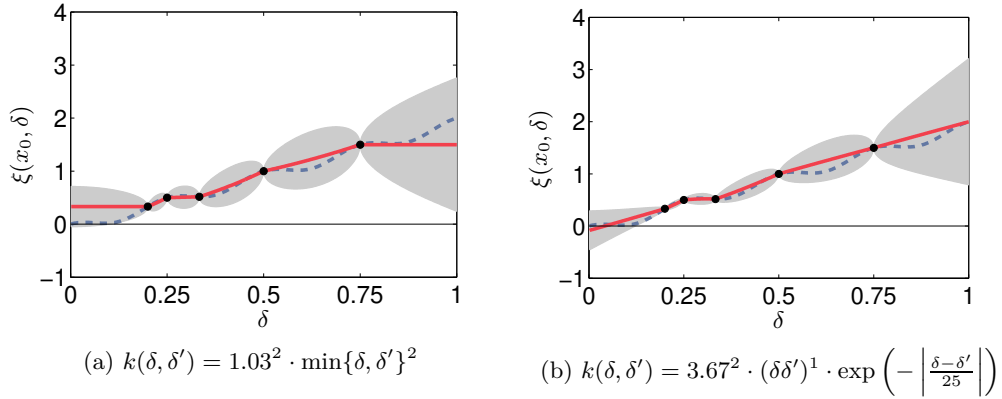 4
3
2
1
0
−1
ξ(x₀, δ)
0 0.25 0.5 0.75 1
δ
(a) k(δ, δ′) = 1.03² · min{δ, δ′}²
4
3
2
1
0
−1
ξ(x₀, δ)
0 0.25 0.5 0.75 1
δ
(b) k(δ, δ′) = 3.67² · (δδ′)¹ · exp(−|δ−δ′/25|)